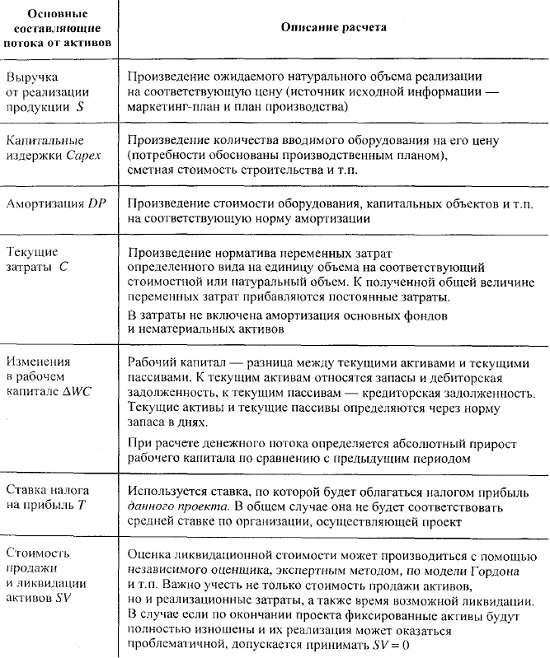 Основные
составляющие
потока от активов
Описание расчета
Выручка
от реализации
продукции S
Произведение ожидаемого натурального объема реализации
на соответствующую цену (источник исходной информации —
маркетинг-план и план производства)
Капитальные
издержки Capex
Произведение количества вводимого оборудования на его цену
(потребности обоснованы производственным планом),
сметная стоимость строительства и т.п.
Амортизация DP
Произведение стоимости оборудования, капитальных объектов и т.п.
на соответствующую норму амортизации
Текущие
затраты C
Произведение норматива переменных затрат
определенного вида на единицу объема на соответствующий
стоимостной или натуральный объем. К полученной общей величине
переменных затрат прибавляются постоянные затраты.
В затраты не включена амортизация основных фондов
и нематериальных активов
Изменения
в рабочем
капитале ΔWC
Рабочий капитал — разница между текущими активами и текущими
пассивами. К текущим активам относятся запасы и дебиторская
задолженность, к текущим пассивам — кредиторская задолженность.
Текущие активы и текущие пассивы определяются через норму
запаса в днях.
При расчете денежного потока определяется абсолютный прирост
рабочего капитала по сравнению с предыдущим периодом
Ставка налога
на прибыль T
Используется ставка, по которой будет облагаться налогом прибыль
данного проекта. В общем случае она не будет соответствовать
средней ставке по организации, осуществляющей проект
Стоимость
продажи
и ликвидации
активов SV
Оценка ликвидационной стоимости может производиться с помощью
независимого оценщика, экспертным методом, по модели Гордона
и т.п. Важно учесть не только стоимость продажи активов,
но и реализационные затраты, а также время возможной ликвидации.
В случае если по окончании проекта фиксированные активы будут
полностью изношены и их реализация может оказаться
проблематичной, допускается принимать SV = 0